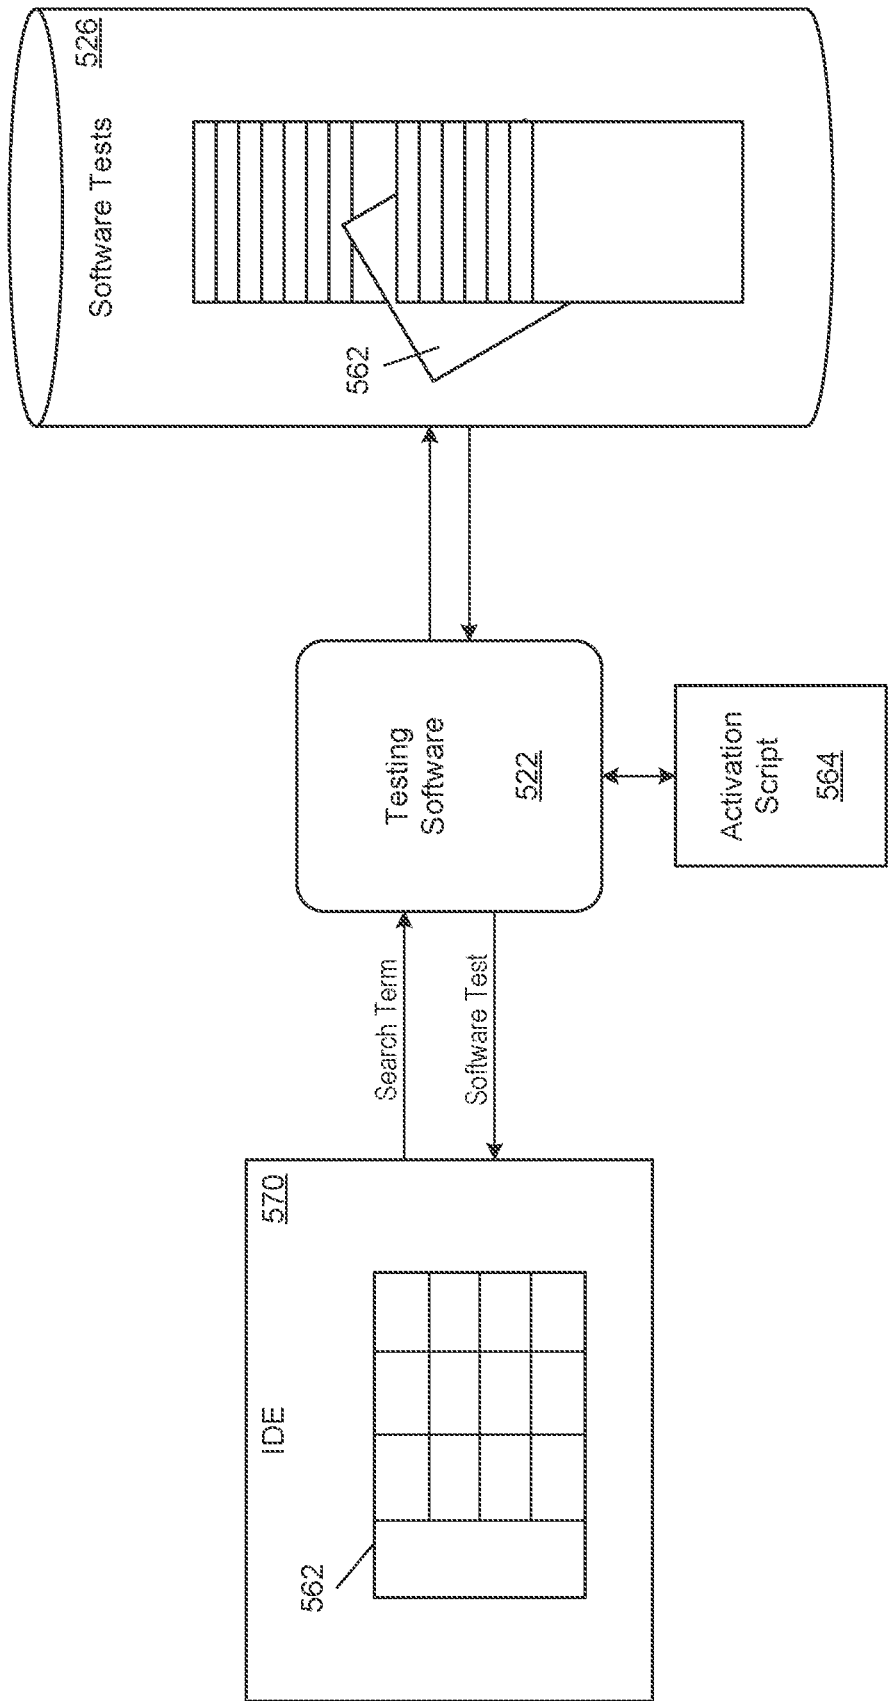 IDE
570
562
Search Term
Software Test
Testing
Software
522
Activation
Script
564
Software Tests
526
562